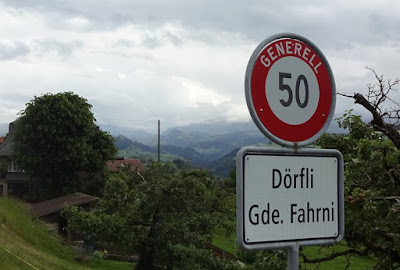 GENERELL
50
Dörfli
Gde. Fahrni